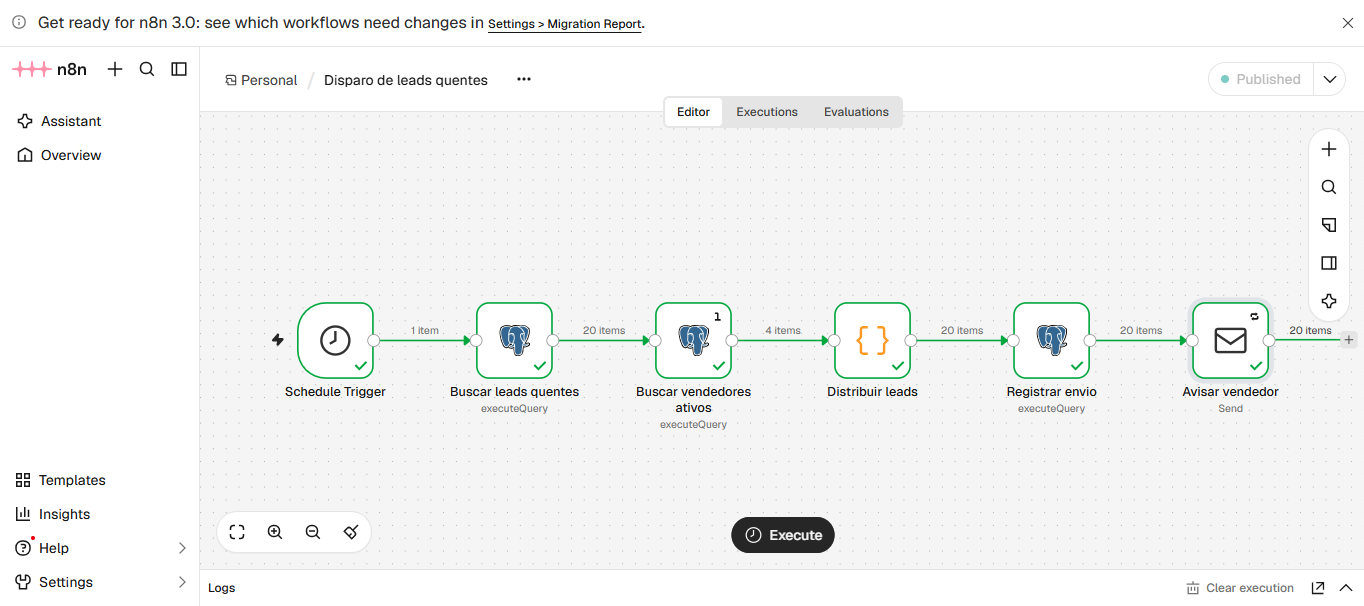 Get ready for n8n 3.0: see which workflows need changes in Settings > Migration Report.
n8n
Personal / Disparo de leads quentes
Published
Assistant
Overview
Editor
Executions
Evaluations
1 item
20 items
4 items
20 items
20 items
20 items
1
Schedule Trigger
Buscar leads quentes
executeQuery
Buscar vendedores
ativos
executeQuery
Distribuir leads
Registrar envio
executeQuery
Avisar vendedor
Send
Templates
Insights
Help
Settings
Execute
Logs
Clear execution